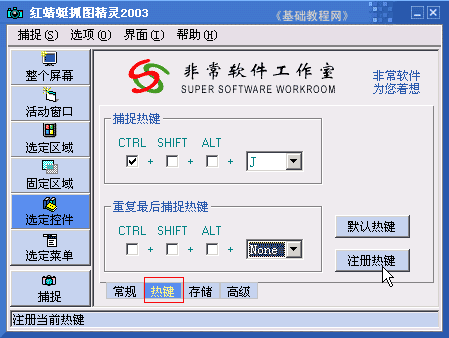 红蜻蜓抓图精灵2003
《基础教程网》
捕捉(S) 选项(O) 界面(I) 帮助(H)
整个屏幕
活动窗口
选定区域
固定区域
选定控件
选定菜单
捕捉
非常软件工作室
SUPER SOFTWARE WORKROOM
非常软件
为您着想
捕捉热键
CTRL SHIFT ALT
+ + + J
重复最后捕捉热键
CTRL SHIFT ALT
+ + + None
默认热键
注册热键
常规 热键 存储 高级
注册当前热键